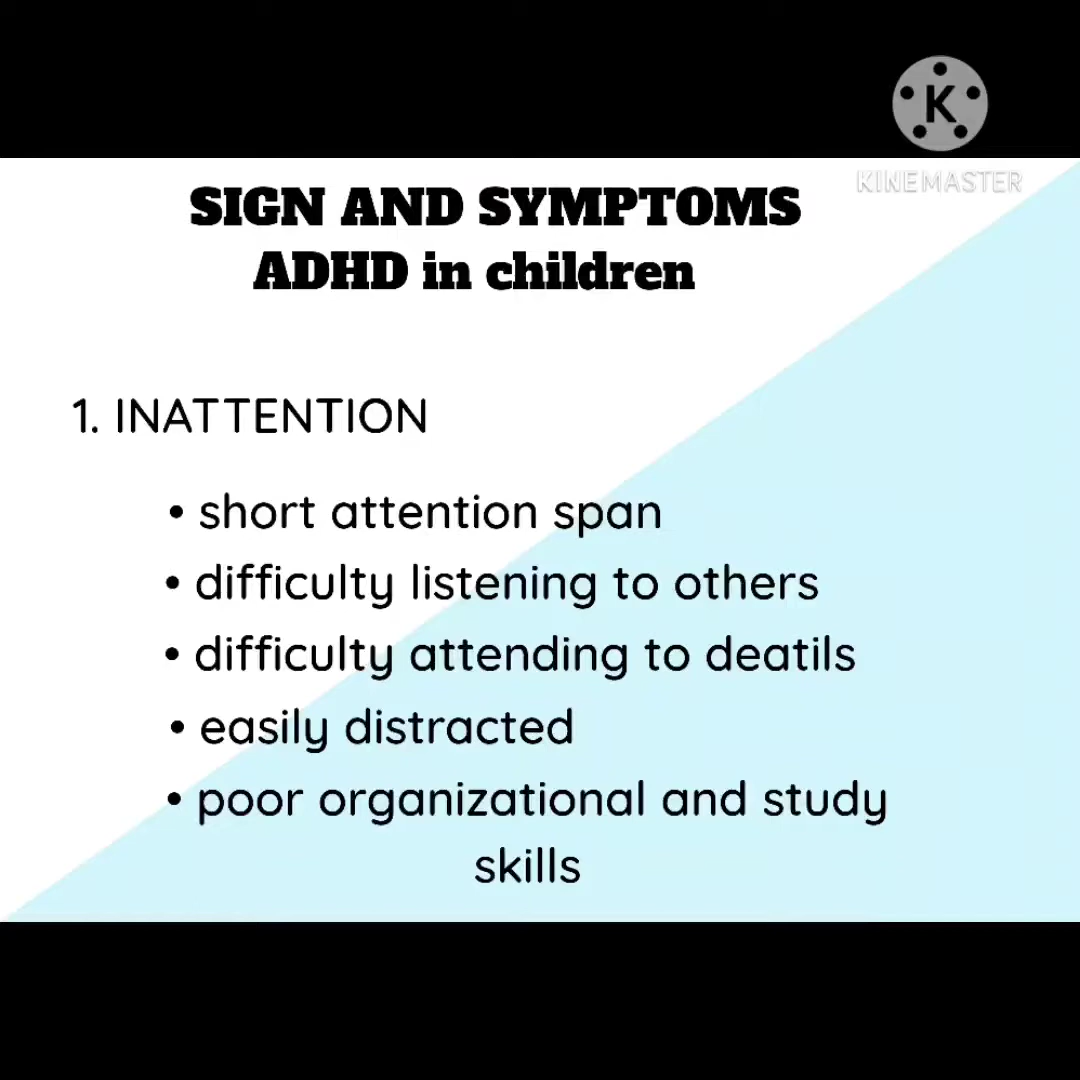 K
KINEMASTER
SIGN AND SYMPTOMS
ADHD in children
1. INATTENTION
• short attention span
• difficulty listening to others
• difficulty attending to deatils
• easily distracted
• poor organizational and study
skills